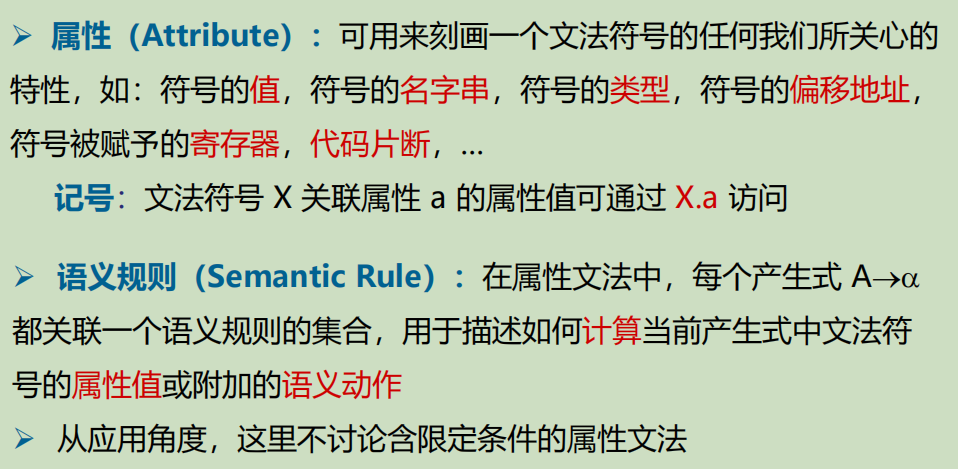 ➢ 属性（Attribute）：可用来刻画一个文法符号的任何我们所关心的
特性，如：符号的值，符号的名字串，符号的类型，符号的偏移地址，
符号被赋予的寄存器，代码片断，…
记号：文法符号 X 关联属性 a 的属性值可通过 X.a 访问
➢ 语义规则（Semantic Rule）：在属性文法中，每个产生式 A→α
都关联一个语义规则的集合，用于描述如何计算当前产生式中文法符
号的属性值或附加的语义动作
➢ 从应用角度，这里不讨论含限定条件的属性文法